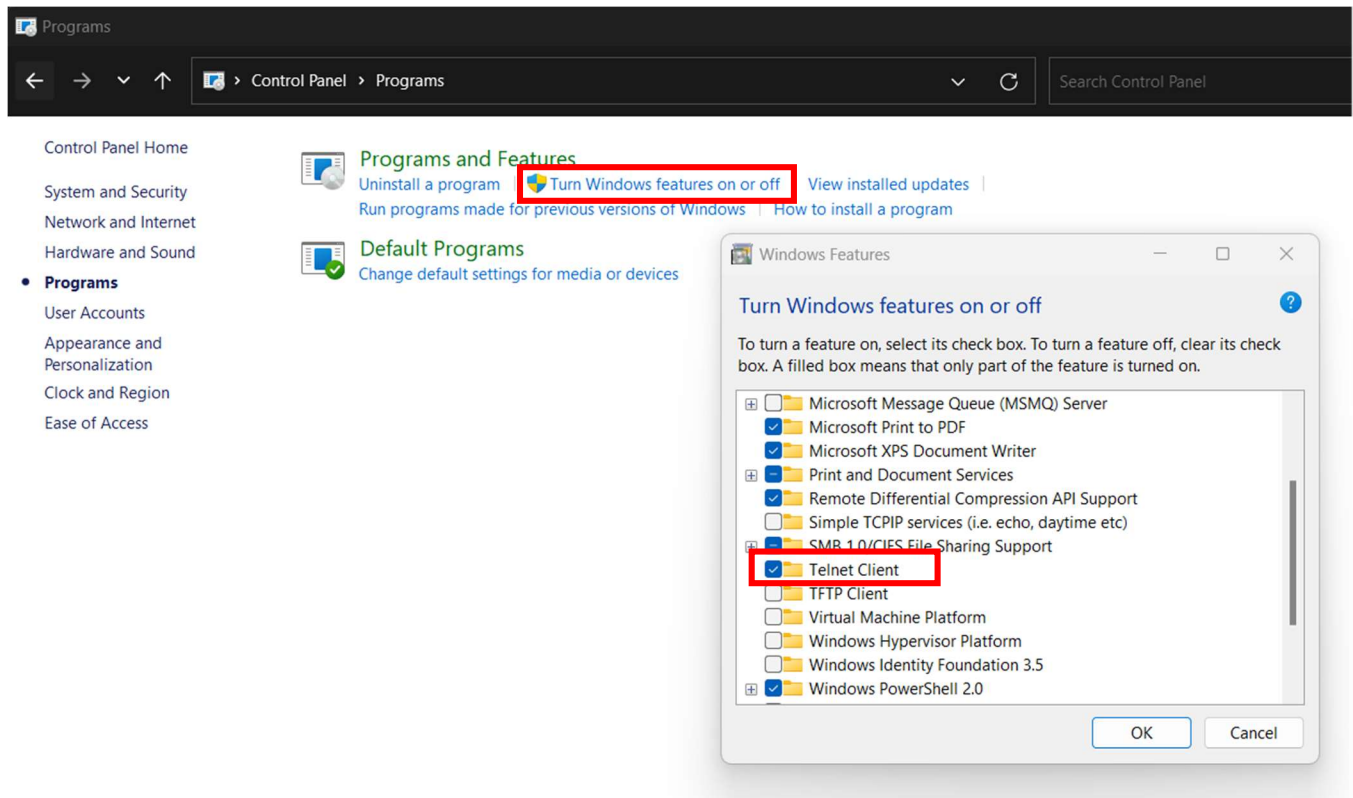 Programs
Control Panel > Programs
Search Control Panel
Control Panel Home
System and Security
Network and Internet
Hardware and Sound
Programs
User Accounts
Appearance and
Personalization
Clock and Region
Ease of Access
Programs and Features
Uninstall a program
Turn Windows features on or off
View installed updates
Run programs made for previous versions of Windows
How to install a program
Default Programs
Change default settings for media or devices
Windows Features
Turn Windows features on or off
To turn a feature on, select its check box. To turn a feature off, clear its check
box. A filled box means that only part of the feature is turned on.
Microsoft Message Queue (MSMQ) Server
Microsoft Print to PDF
Microsoft XPS Document Writer
Print and Document Services
Remote Differential Compression API Support
Simple TCPIP services (i.e. echo, daytime etc)
SMB 1.0/CIFS File Sharing Support
Telnet Client
TFTP Client
Virtual Machine Platform
Windows Hypervisor Platform
Windows Identity Foundation 3.5
Windows PowerShell 2.0
OK
Cancel